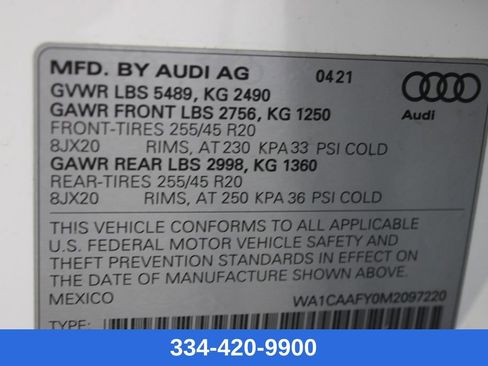 MFD. BY AUDI AG 04 21
GVWR LBS 5489, KG 2490
GAWR FRONT LBS 2756, KG 1250
FRONT-TIRES 255/45 R20
8JX20 RIMS, AT 230 KPA 33 PSI COLD
GAWR REAR LBS 2998, KG 1360
REAR-TIRES 255/45 R20
8JX20 RIMS, AT 250 KPA 36 PSI COLD
Audi
THIS VEHICLE CONFORMS TO ALL APPLICABLE
U.S. FEDERAL MOTOR VEHICLE SAFETY AND
THEFT PREVENTION STANDARDS IN EFFECT ON
THE DATE OF MANUFACTURE SHOWN ABOVE.
MEXICO WA1CAAFY0M2097220
TYPE:
334-420-9900